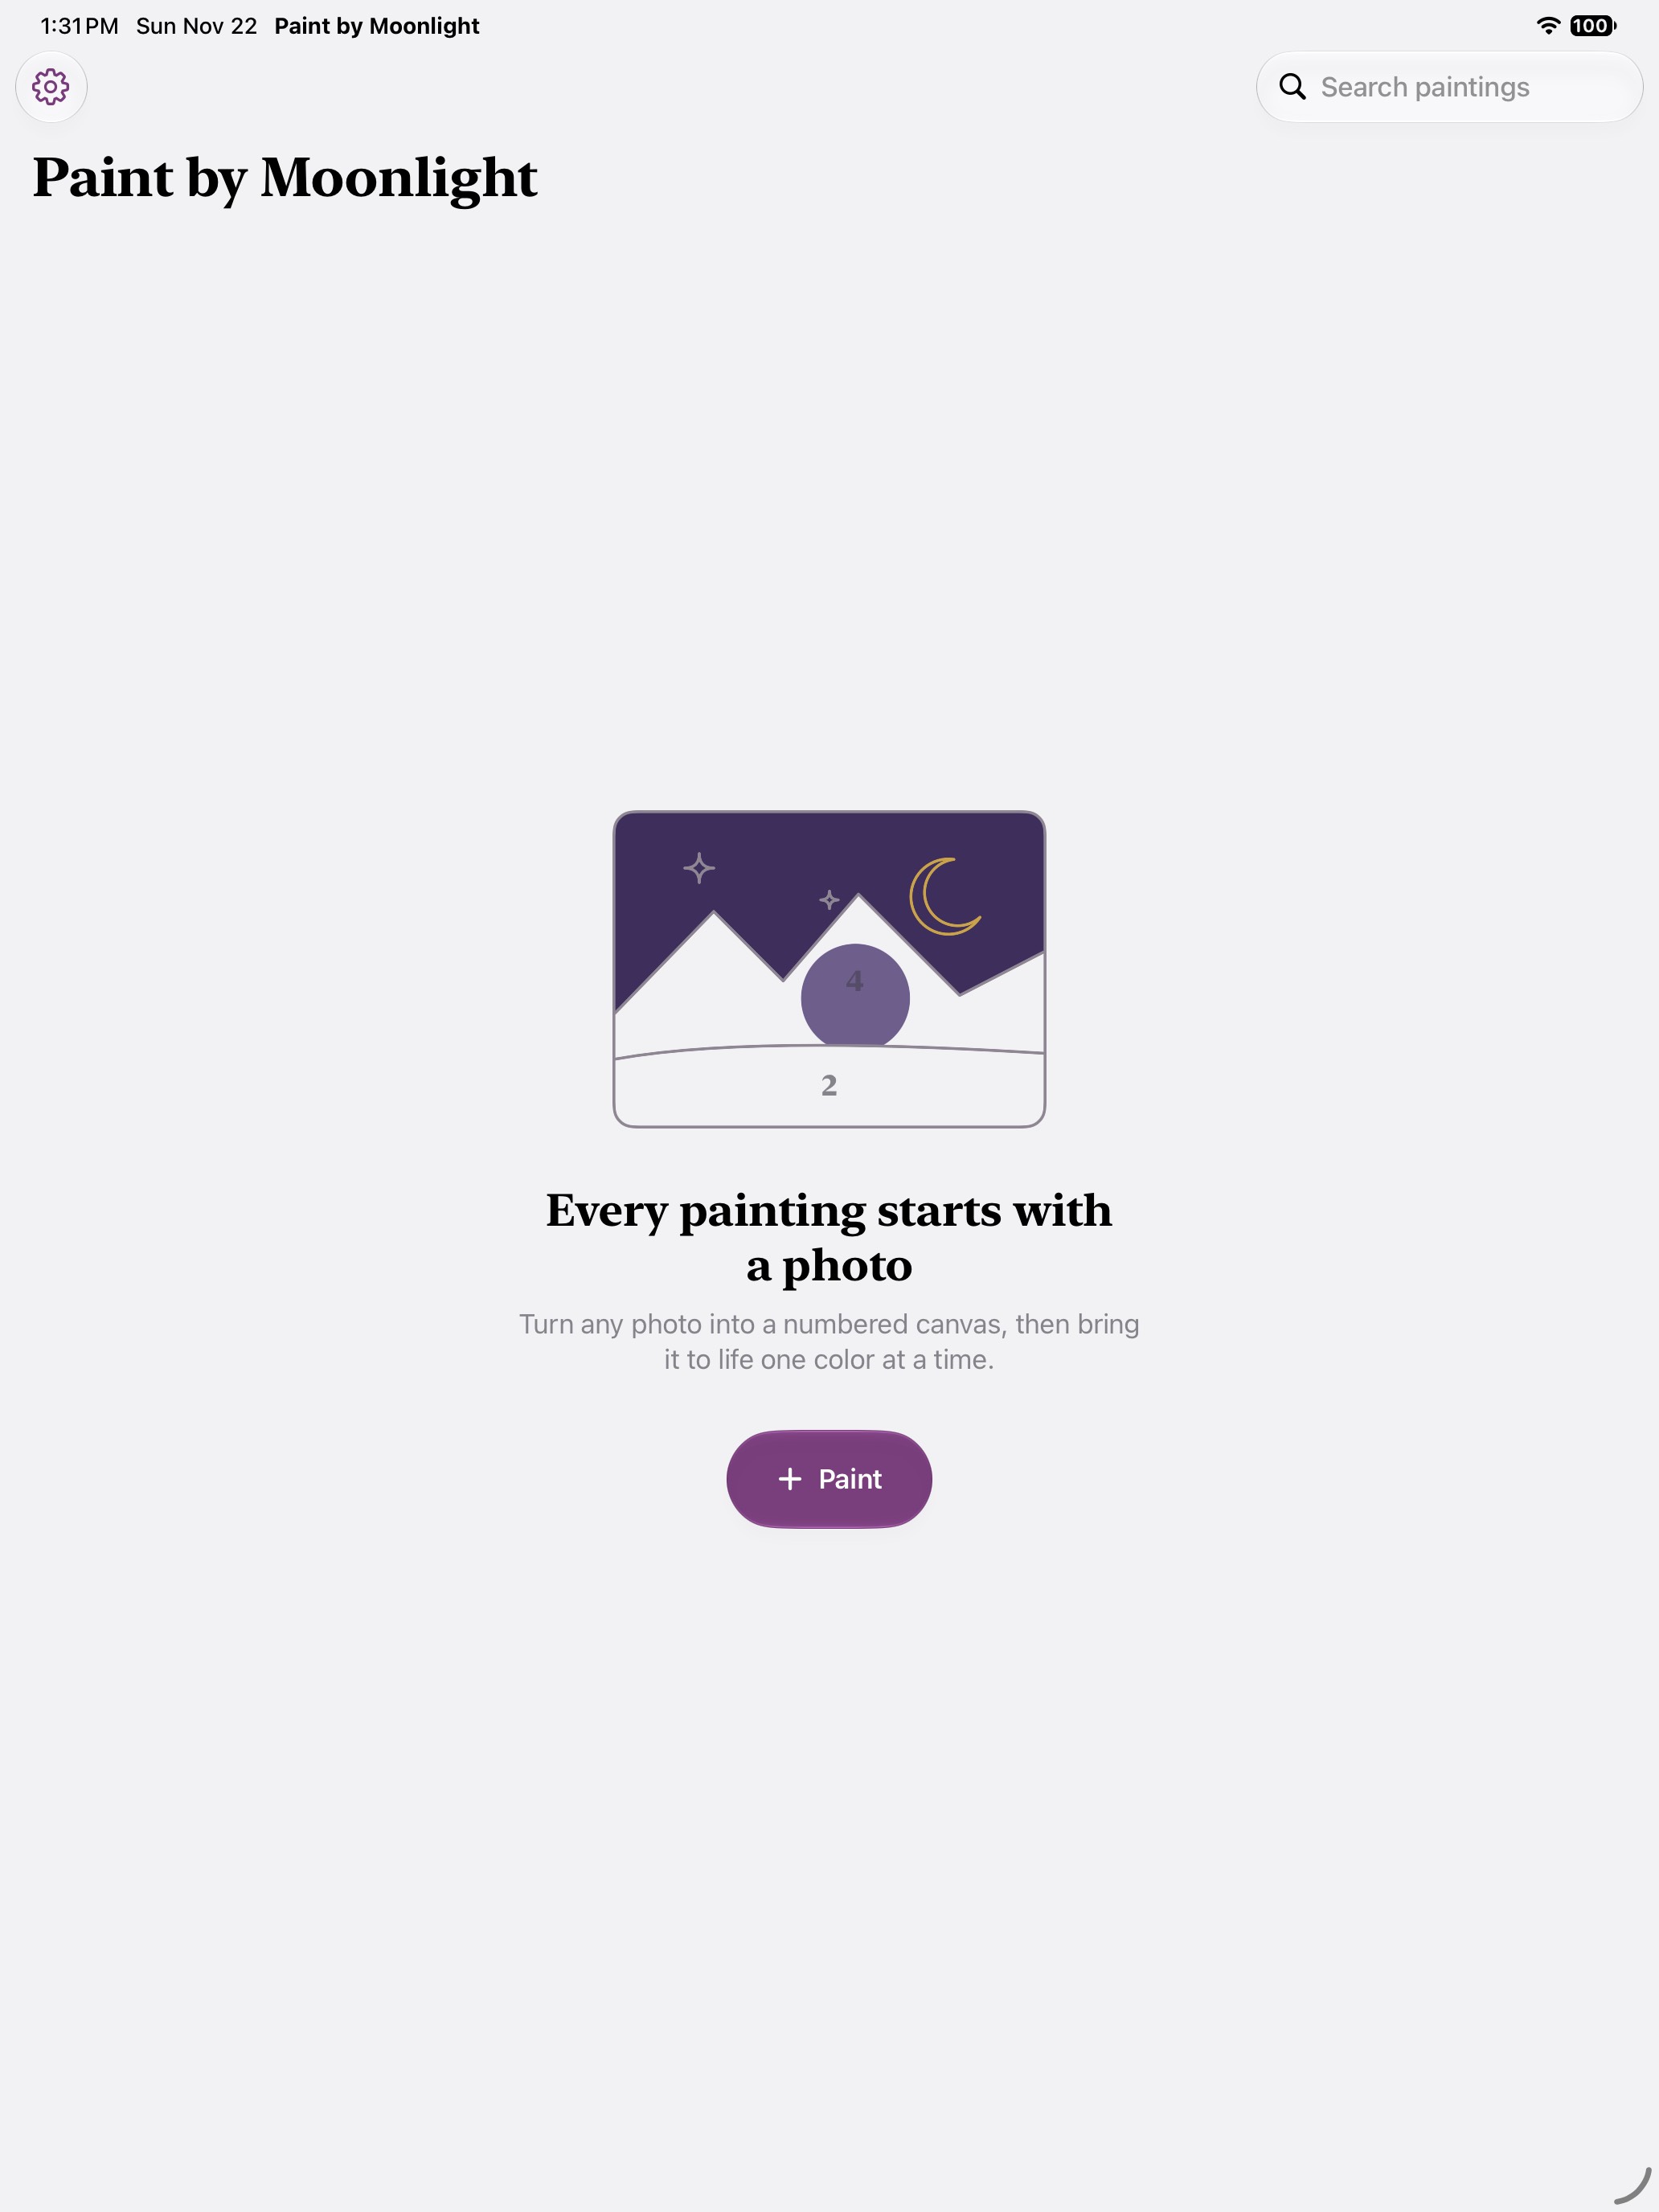 1:31 PM Sun Nov 22 Paint by Moonlight
100
Search paintings
Paint by Moonlight
4
2
Every painting starts with
a photo
Turn any photo into a numbered canvas, then bring
it to life one color at a time.
+ Paint